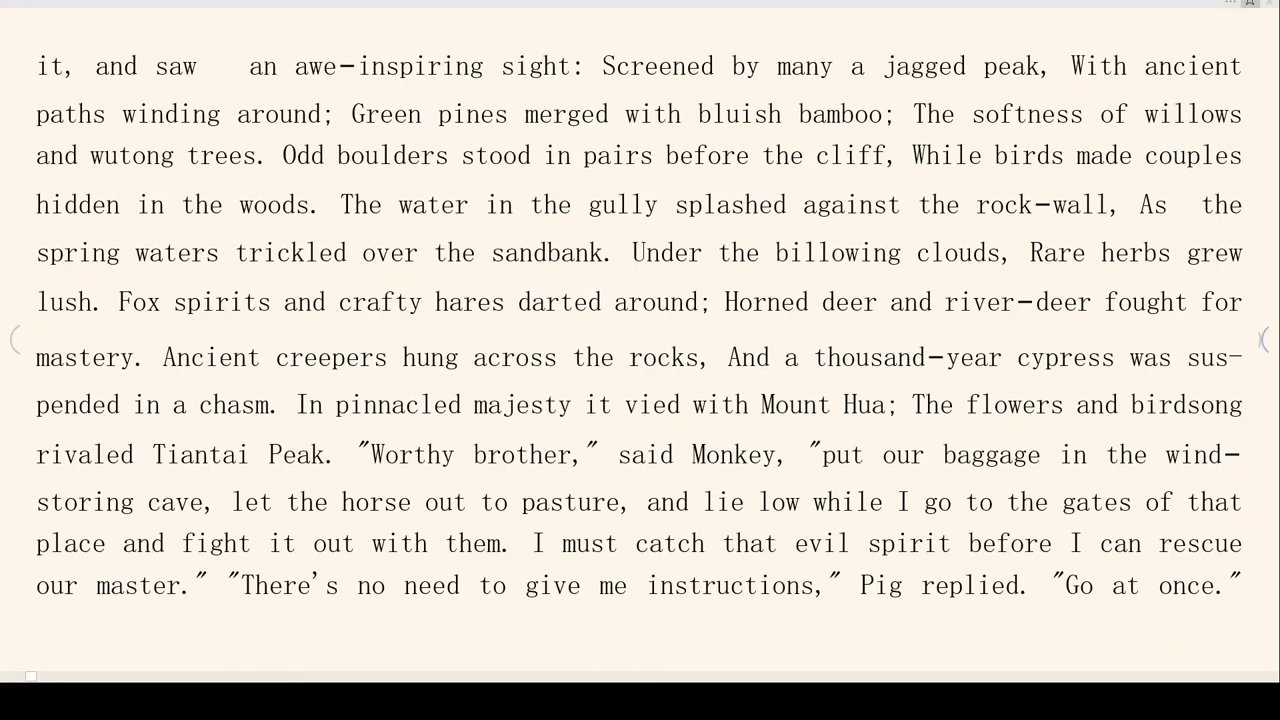 it, and saw an awe-inspiring sight: Screened by many a jagged peak, With ancient
paths winding around; Green pines merged with bluish bamboo; The softness of willows
and wutong trees. Odd boulders stood in pairs before the cliff, While birds made couples
hidden in the woods. The water in the gully splashed against the rock-wall, As the
spring waters trickled over the sandbank. Under the billowing clouds, Rare herbs grew
lush. Fox spirits and crafty hares darted around; Horned deer and river-deer fought for
mastery. Ancient creepers hung across the rocks, And a thousand-year cypress was sus-
pended in a chasm. In pinnacled majesty it vied with Mount Hua; The flowers and birdsong
rivaled Tiantai Peak. "Worthy brother," said Monkey, "put our baggage in the wind-
storing cave, let the horse out to pasture, and lie low while I go to the gates of that
place and fight it out with them. I must catch that evil spirit before I can rescue
our master." "There's no need to give me instructions," Pig replied. "Go at once."